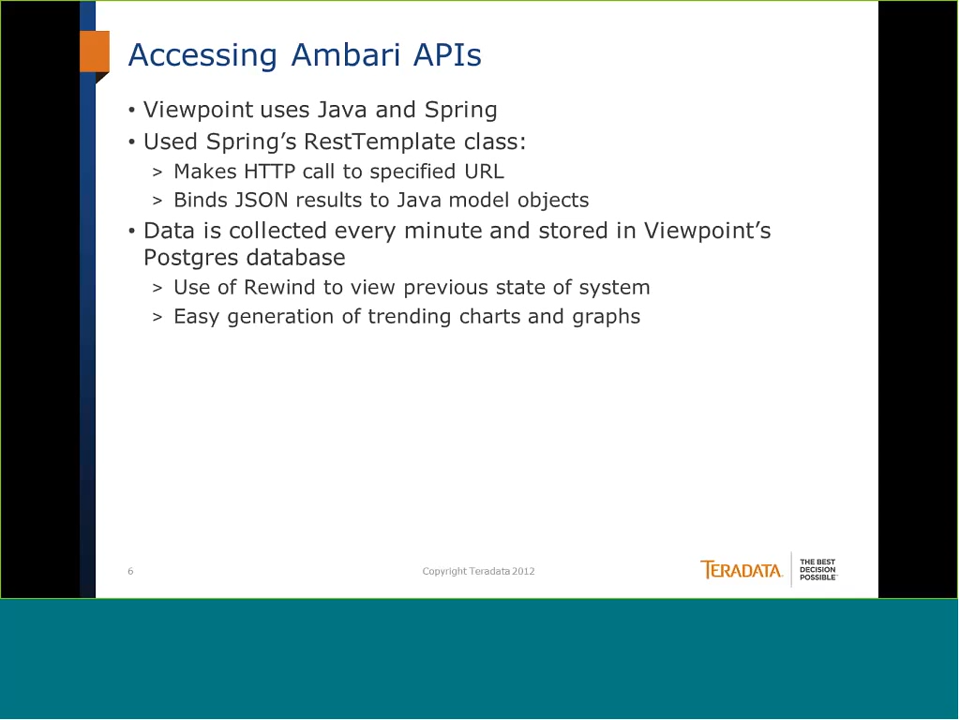 Accessing Ambari APIs
• Viewpoint uses Java and Spring
• Used Spring’s RestTemplate class:
> Makes HTTP call to specified URL
> Binds JSON results to Java model objects
• Data is collected every minute and stored in Viewpoint’s
Postgres database
> Use of Rewind to view previous state of system
> Easy generation of trending charts and graphs
6
Copyright Teradata 2012
TERADATA
THE BEST
DECISION
POSSIBLE